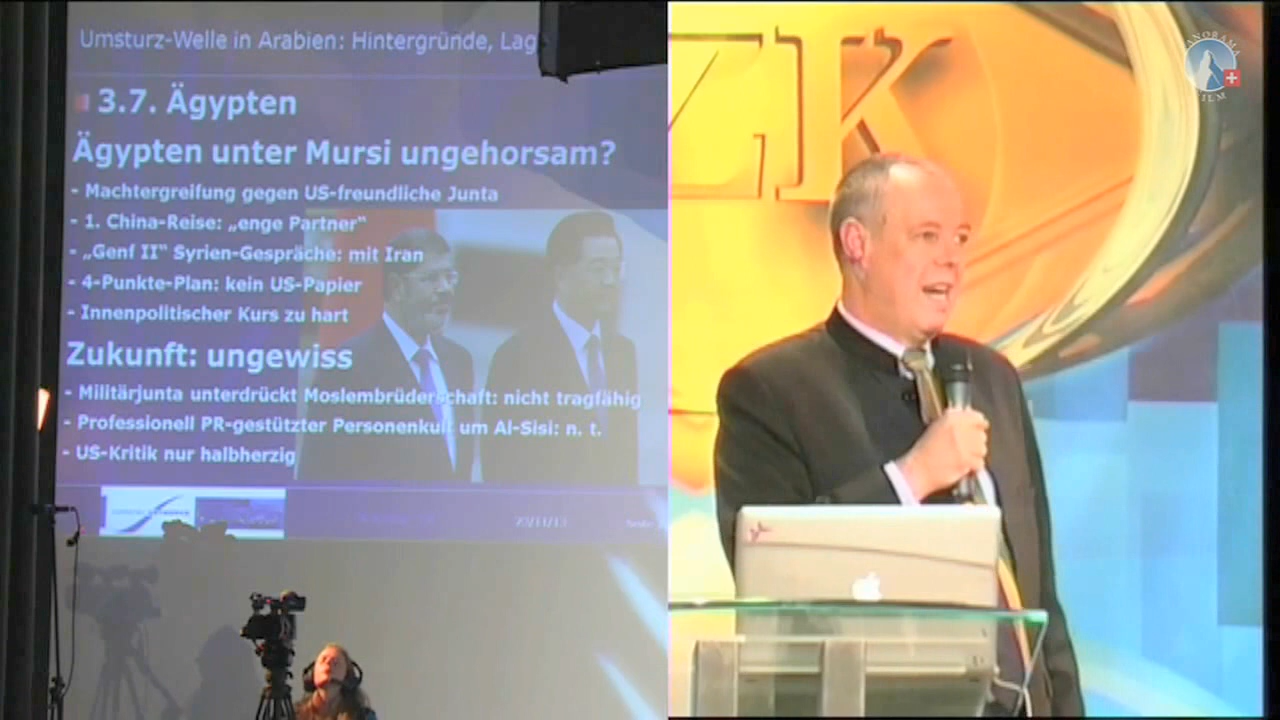 Umsturz-Welle in Arabien: Hintergründe, Lag
3.7. Ägypten
Ägypten unter Mursi ungehorsam?
- Machtergreifung gegen US-freundliche Junta
- 1. China-Reise: „enge Partner“
- „Genf II“ Syrien-Gespräche: mit Iran
- 4-Punkte-Plan: kein US-Papier
- Innenpolitischer Kurs zu hart
Zukunft: ungewiss
- Militärjunta unterdrückt Moslembrüderschaft: nicht tragfähig
- Professionell PR-gestützter Personenkult um Al-Sisi: n. t.
- US-Kritik nur halbherzig
ZK
PANORAMA
FILM